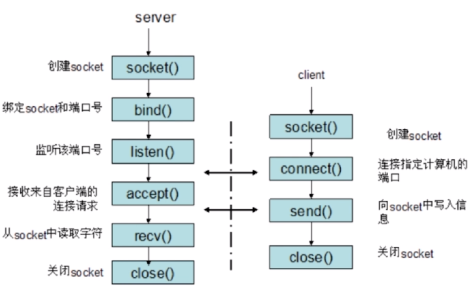 server
创建socket
socket()
绑定socket和端口号
bind()
监听该端口号
listen()
接收来自客户端的
连接请求
accept()
从socket中读取字符
recv()
关闭socket
close()
client
socket()
创建socket
connect()
连接指定计算机的
端口
send()
向socket中写入信
息
close()
关闭socket